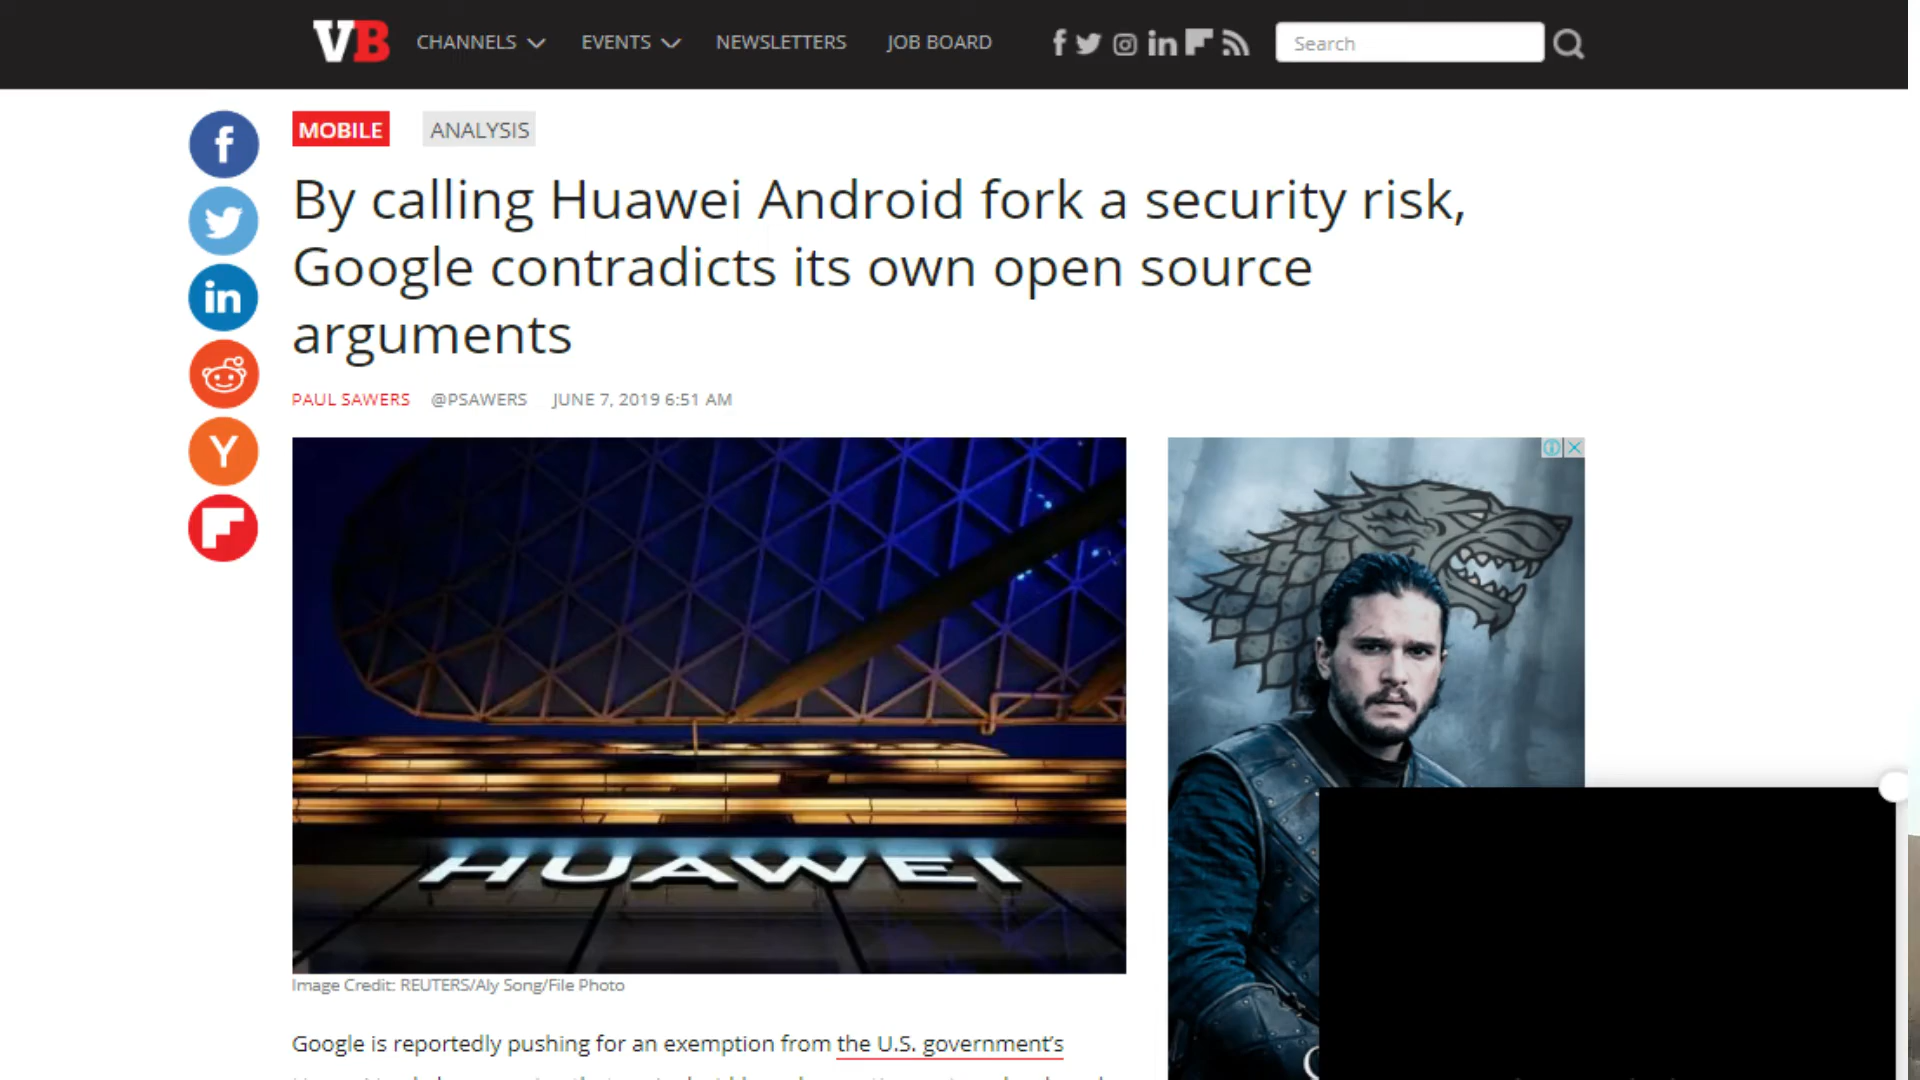 VB CHANNELS EVENTS NEWSLETTERS JOB BOARD Search
MOBILE ANALYSIS
By calling Huawei Android fork a security risk,
Google contradicts its own open source
arguments
PAUL SAWERS @PSAWERS JUNE 7, 2019 6:51 AM
HUAWEI
Image Credit: REUTERS/Aly Song/File Photo
Google is reportedly pushing for an exemption from the U.S. government's